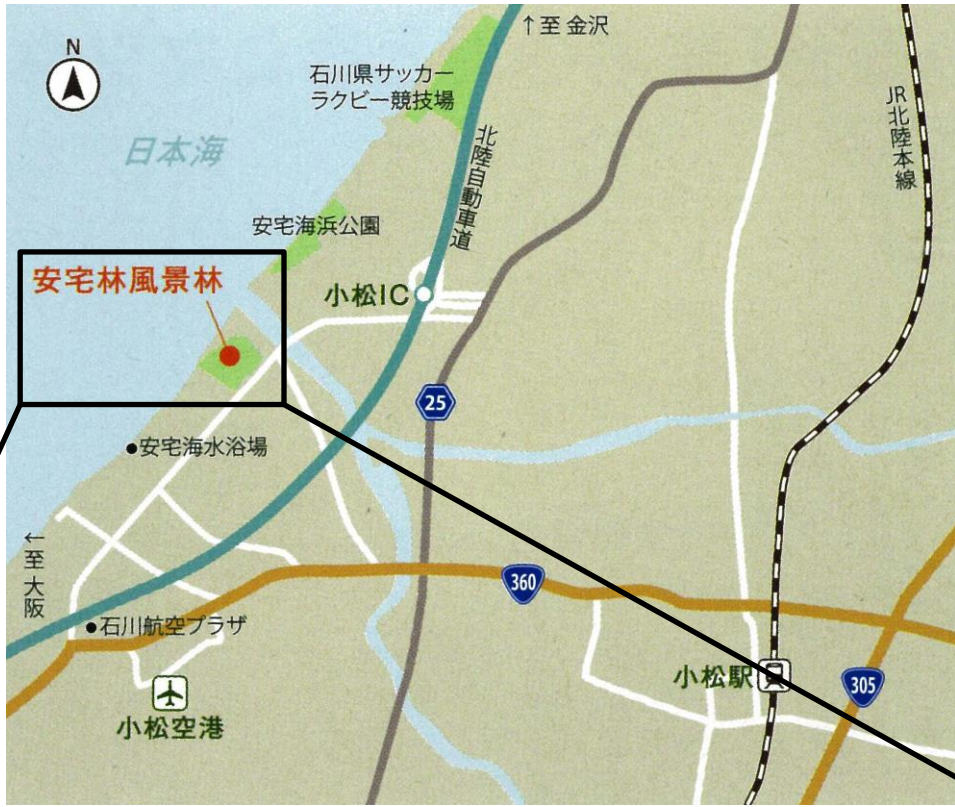 N
↑至 金沢
石川県サッカー
ラクビー競技場
日本海
北陸自動車道
JR北陸本線
安宅海浜公園
安宅林風景林
小松IC
25
安宅海水浴場
←至大阪
360
石川航空プラザ
小松駅
305
小松空港